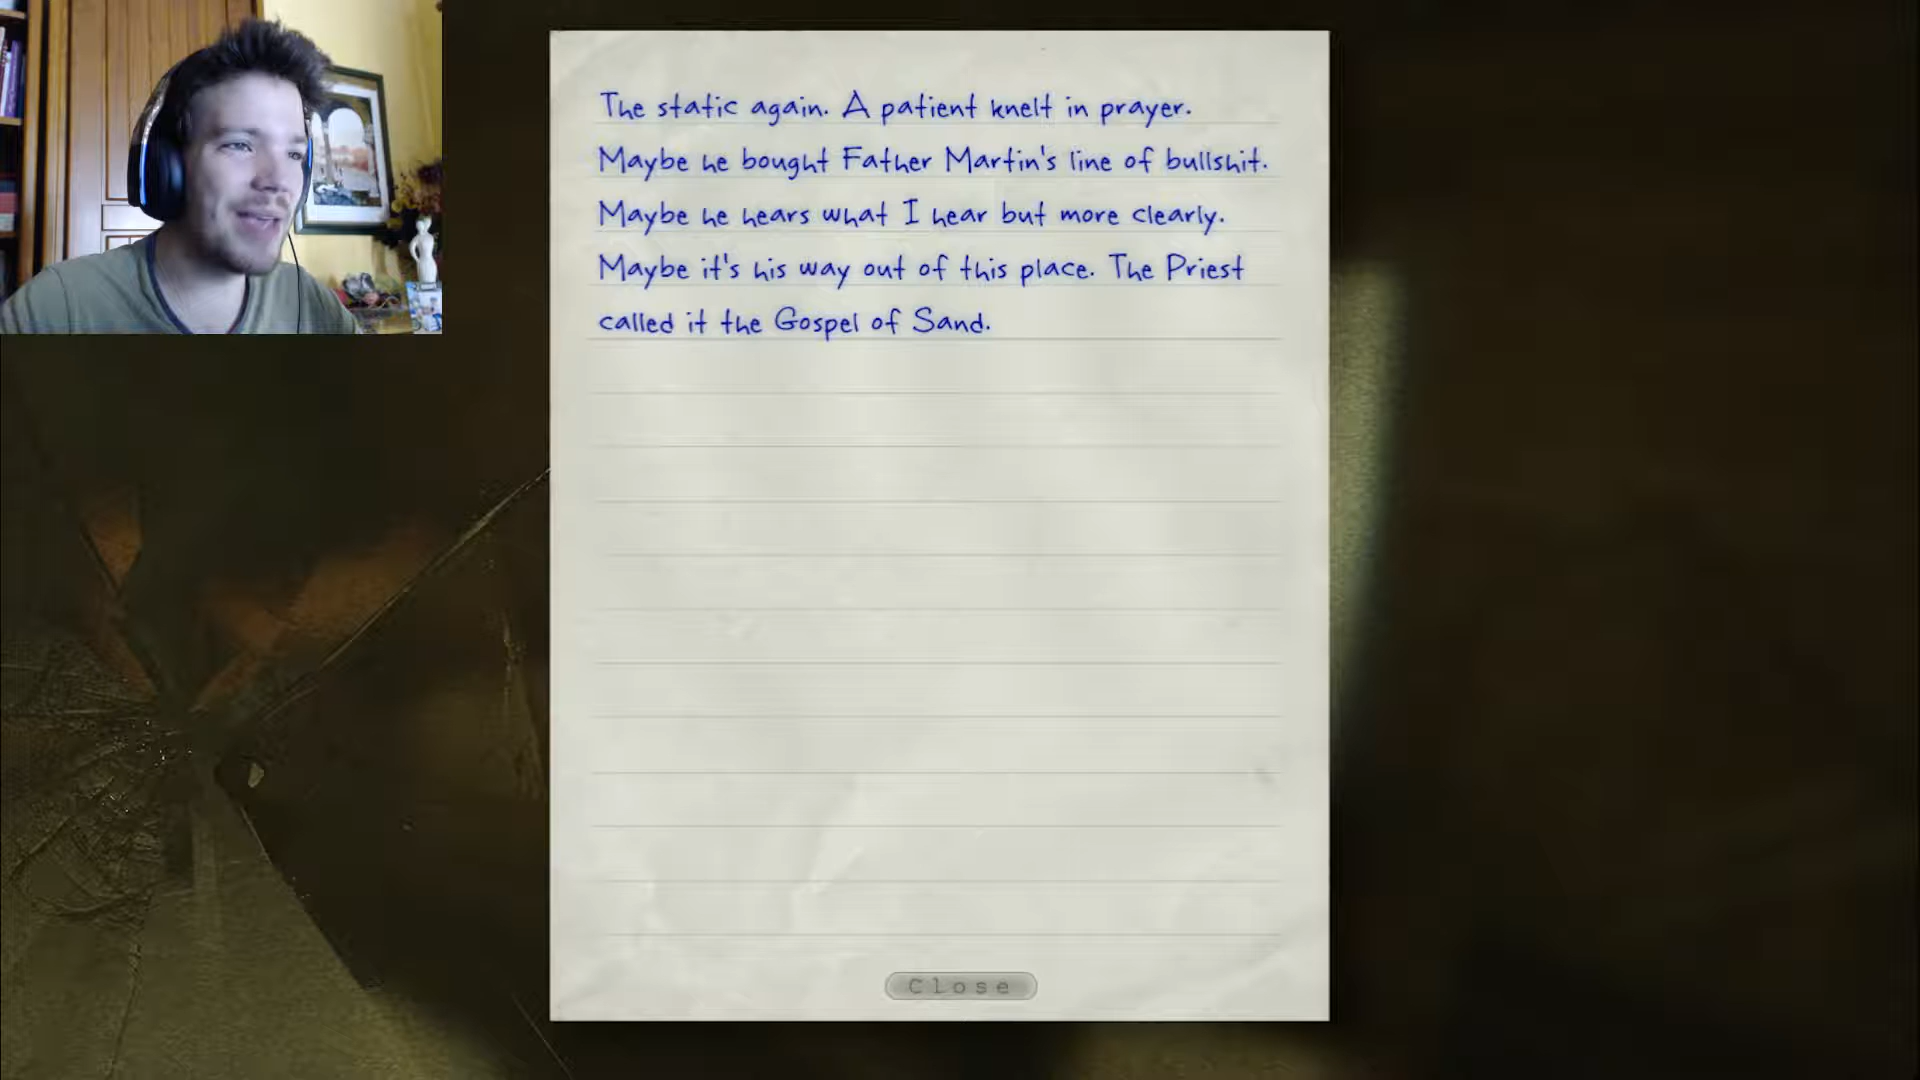 The static again. A patient knelt in prayer.
Maybe he bought Father Martin's line of bullshit.
Maybe he hears what I hear but more clearly.
Maybe it's his way out of this place. The Priest
called it the Gospel of Sand.
Close